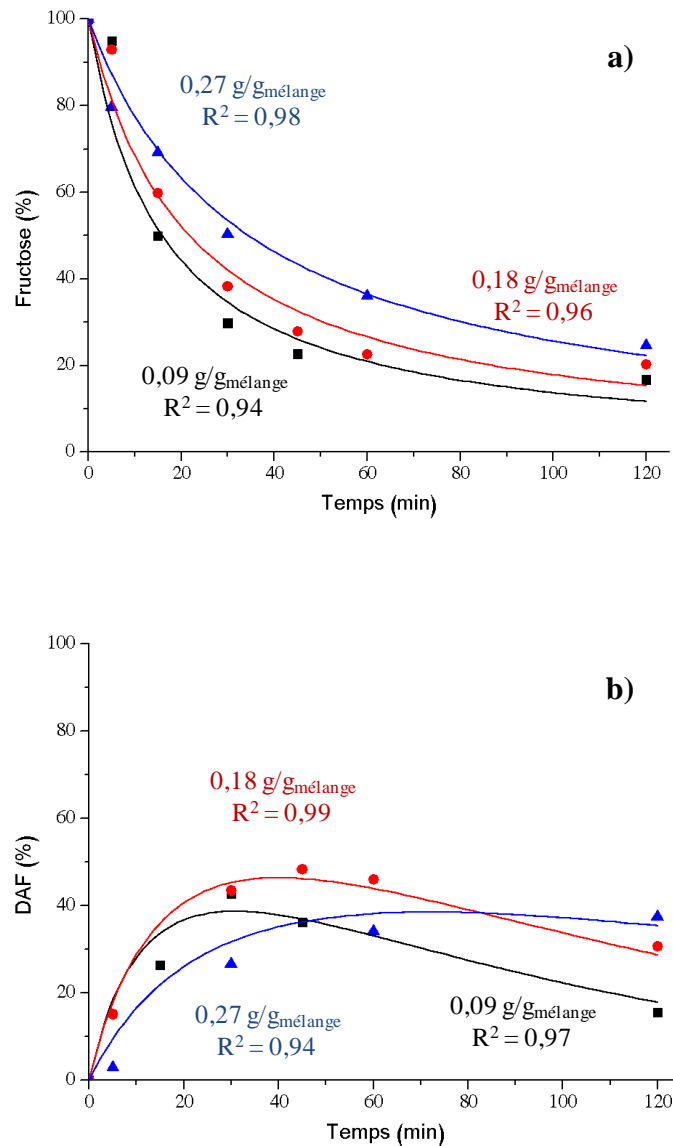 a)
100
80
60
40
20
0
Fructose (%)
0,27 g/gmélange
R² = 0,98
0,18 g/gmélange
R² = 0,96
0,09 g/gmélange
R² = 0,94
0 20 40 60 80 100 120
Temps (min)
b)
100
80
60
40
20
0
DAF (%)
0,18 g/gmélange
R² = 0,99
0,09 g/gmélange
R² = 0,97
0,27 g/gmélange
R² = 0,94
0 20 40 60 80 100 120
Temps (min)